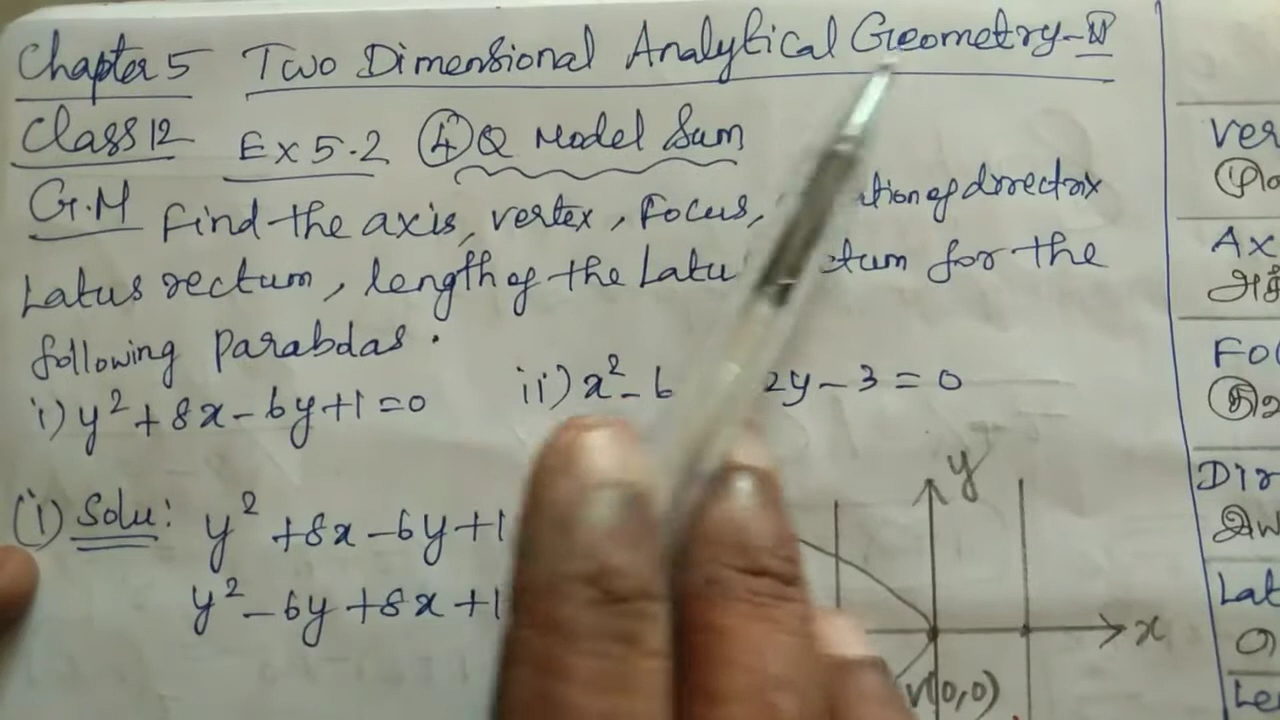 Chapter 5 Two Dimensional Analytical Geometry-II
Class 12 Ex 5.2 ④ Q Model Sum
G.M Find the axis, vertex, Focus, tion of directrix
Latus rectum, length of the Latu tum for the
following Parabolas.
i) y² + 8x - 6y + 1 = 0 ii) x² - 6 2y - 3 = 0
(i) Solu: y² + 8x - 6y + 1
y² - 6y + 8x + 1
y
x
V(0,0)
Ver
Ax
Fo
Dir
Lat
Le